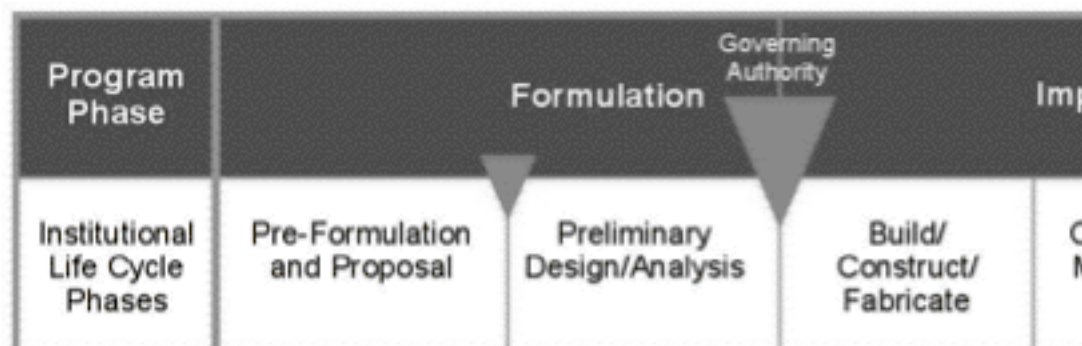 Program
Phase
Formulation
Governing
Authority
Institutional
Life Cycle
Phases
Pre-Formulation
and Proposal
Preliminary
Design/Analysis
Build/
Construct/
Fabricate